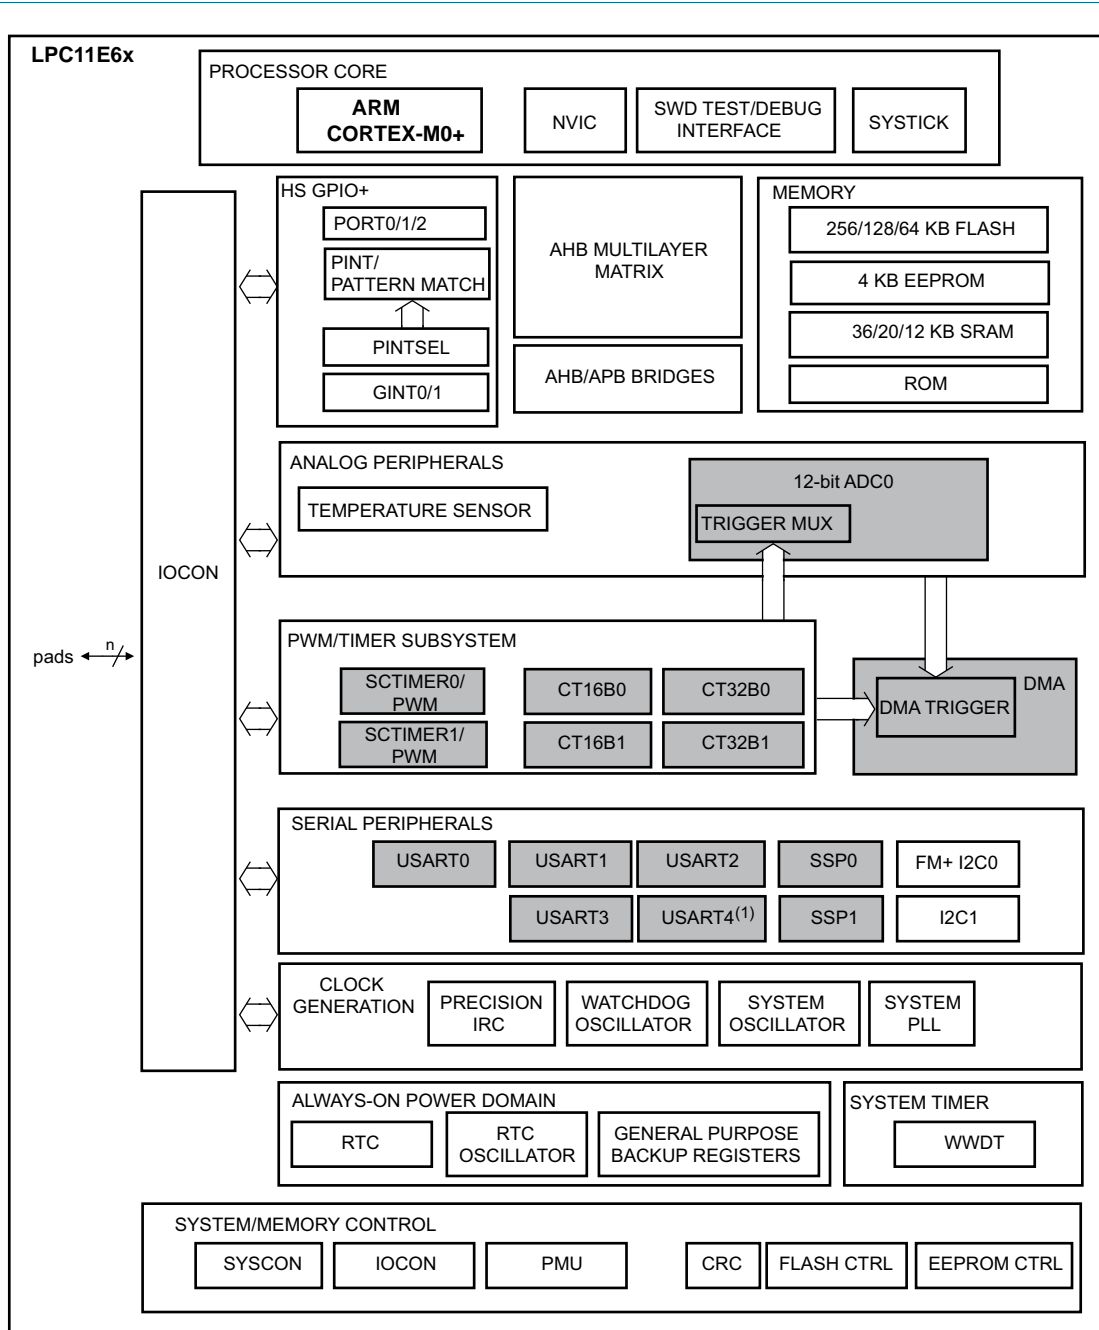 LPC11E6x
PROCESSOR CORE
ARM
CORTEX-M0+
NVIC
SWD TEST/DEBUG
INTERFACE
SYSTICK
HS GPIO+
PORT0/1/2
PINT/
PATTERN MATCH
PINTSEL
GINT0/1
AHB MULTILAYER
MATRIX
AHB/APB BRIDGES
MEMORY
256/128/64 KB FLASH
4 KB EEPROM
36/20/12 KB SRAM
ROM
IOCON
pads
n
ANALOG PERIPHERALS
TEMPERATURE SENSOR
12-bit ADC0
TRIGGER MUX
PWM/TIMER SUBSYSTEM
SCTIMER0/
PWM
CT16B0
CT32B0
SCTIMER1/
PWM
CT16B1
CT32B1
DMA
DMA TRIGGER
SERIAL PERIPHERALS
USART0
USART1
USART2
SSP0
FM+ I2C0
USART3
USART4(1)
SSP1
I2C1
CLOCK
GENERATION
PRECISION
IRC
WATCHDOG
OSCILLATOR
SYSTEM
OSCILLATOR
SYSTEM
PLL
ALWAYS-ON POWER DOMAIN
RTC
RTC
OSCILLATOR
GENERAL PURPOSE
BACKUP REGISTERS
SYSTEM TIMER
WWDT
SYSTEM/MEMORY CONTROL
SYSCON
IOCON
PMU
CRC
FLASH CTRL
EEPROM CTRL